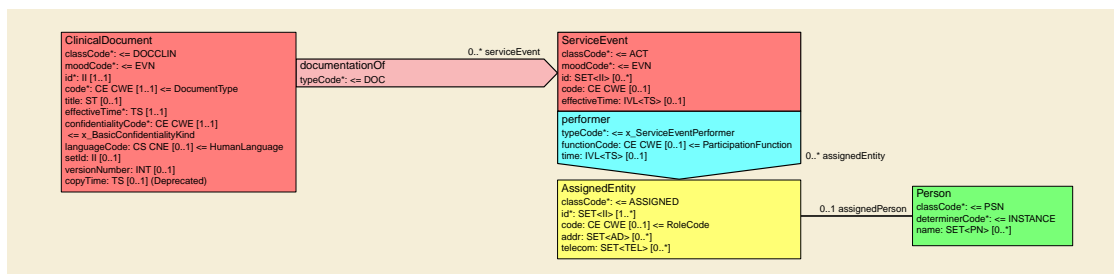 ClinicalDocument
classCode*: <= DOCCLIN
moodCode*: <= EVN
id*: II [1..1]
code*: CE CWE [1..1] <= DocumentType
title: ST [0..1]
effectiveTime*: TS [1..1]
confidentialityCode*: CE CWE [1..1]
<= x_BasicConfidentialityKind
languageCode: CS CNE [0..1] <= HumanLanguage
setId: II [0..1]
versionNumber: INT [0..1]
copyTime: TS [0..1] (Deprecated)
0..* serviceEvent
documentationOf
typeCode*: <= DOC
ServiceEvent
classCode*: <= ACT
moodCode*: <= EVN
id: SET<II> [0..*]
code: CE CWE [0..1]
effectiveTime: IVL<TS> [0..1]
performer
typeCode*: <= x_ServiceEventPerformer
functionCode: CE CWE [0..1] <= ParticipationFunction
time: IVL<TS> [0..1]
0..* assignedEntity
AssignedEntity
classCode*: <= ASSIGNED
id*: SET<II> [1..*]
code: CE CWE [0..1] <= RoleCode
addr: SET<AD> [0..*]
telecom: SET<TEL> [0..*]
0..1 assignedPerson
Person
classCode*: <= PSN
determinerCode*: <= INSTANCE
name: SET<PN> [0..*]